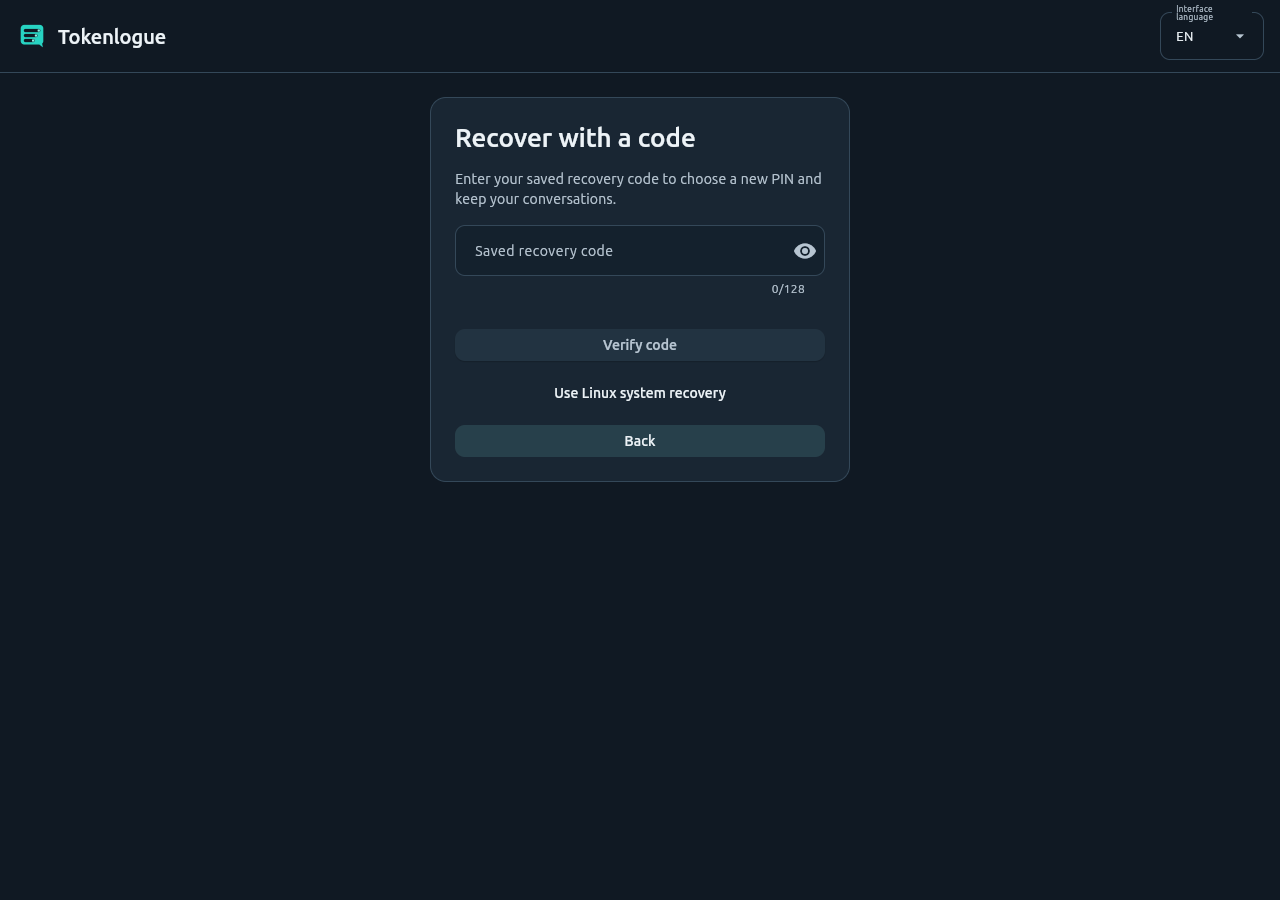 Tokenlogue
Interface
language
EN
Recover with a code
Enter your saved recovery code to choose a new PIN and
keep your conversations.
Saved recovery code
0/128
Verify code
Use Linux system recovery
Back